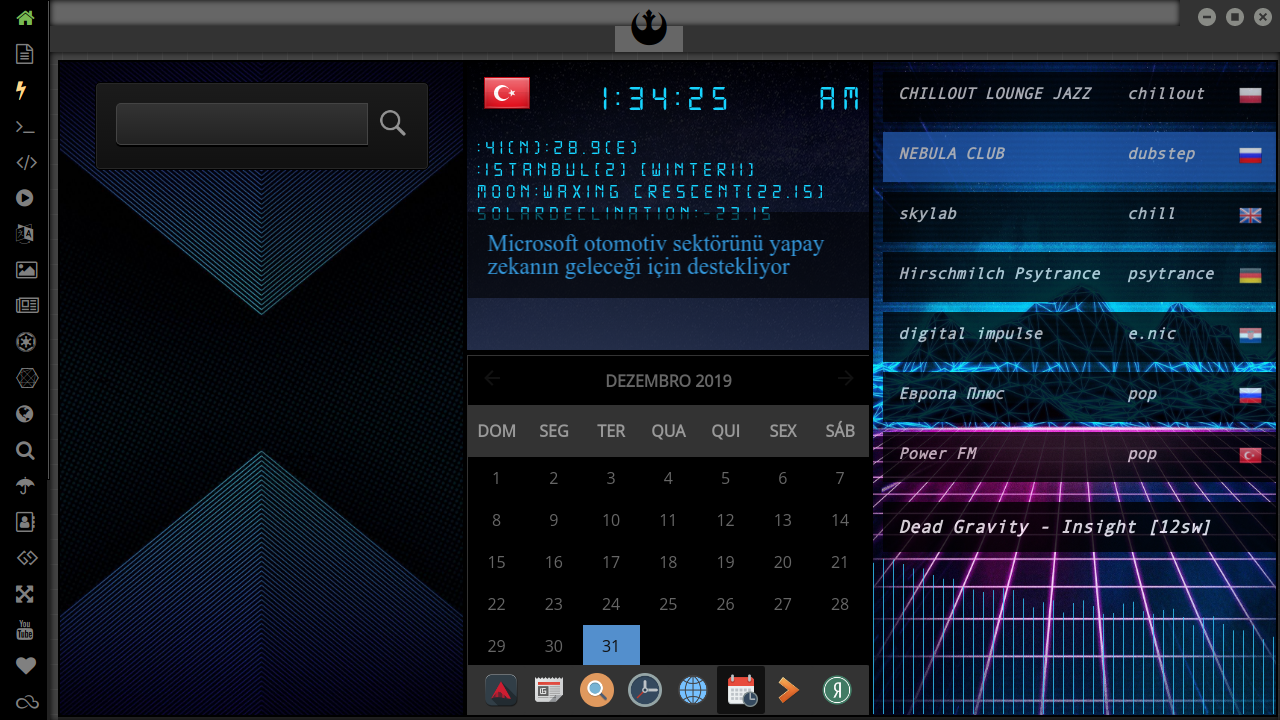 1:34:25 AM
:41(N):28.9(E)
:ISTANBUL(2) (WINTER11)
MOON:WAXING CRESCENT(22.15)
SOLARDECLINATION:-23.15
Microsoft otomotiv sektörünü yapay
zekanın geleceği için destekliyor
DEZEMBRO 2019
DOM SEG TER QUA QUI SEX SÁB
1 2 3 4 5 6 7
8 9 10 11 12 13 14
15 16 17 18 19 20 21
22 23 24 25 26 27 28
29 30 31
CHILLOUT LOUNGE JAZZ chillout
NEBULA CLUB dubstep
skylab chill
Hirschmilch Psytrance psytrance
digital impulse e.nic
Европа Плюс pop
Power FM pop
Dead Gravity - Insight [12sw]
You
Tube
Я